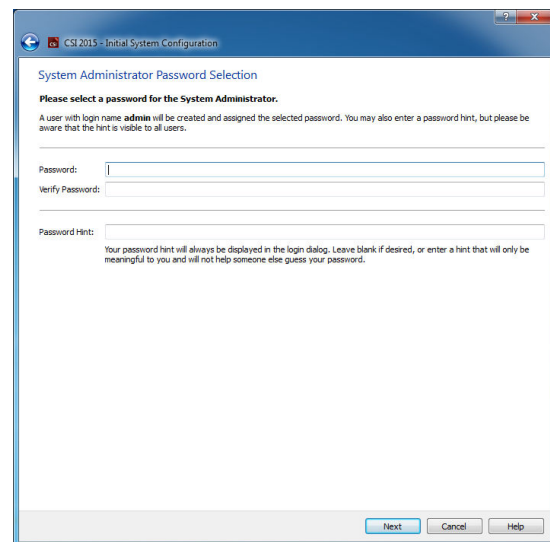 CSI 2015 - Initial System Configuration
System Administrator Password Selection
Please select a password for the System Administrator.
A user with login name admin will be created and assigned the selected password. You may also enter a password hint, but please be
aware that the hint is visible to all users.
Password:
Verify Password:
Password Hint:
Your password hint will always be displayed in the login dialog. Leave blank if desired, or enter a hint that will only be
meaningful to you and will not help someone else guess your password.
Next Cancel Help